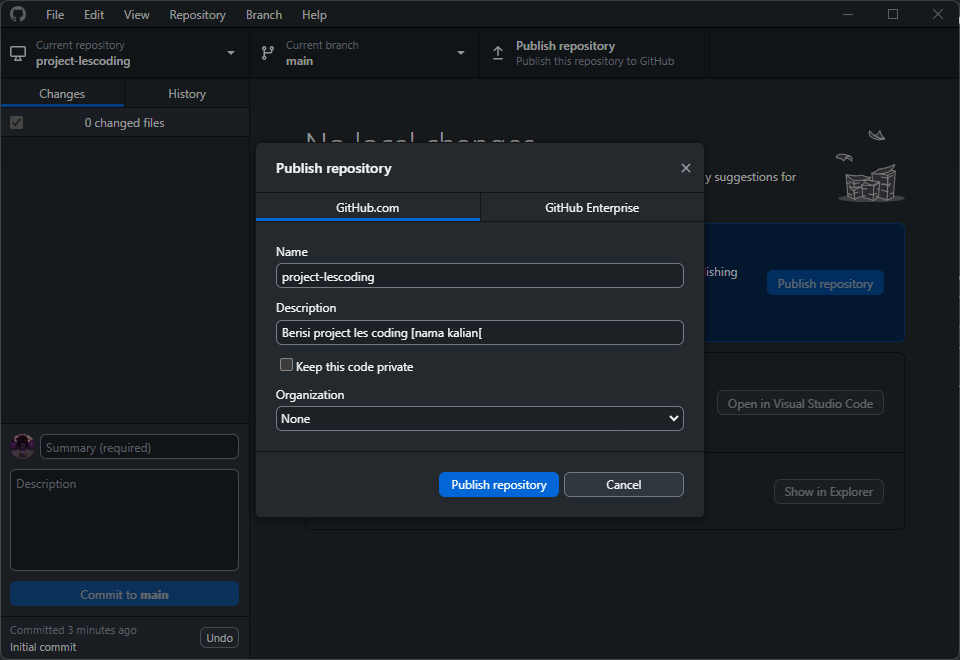 File Edit View Repository Branch Help
Current repository
project-lescoding
Current branch
main
Publish repository
Publish this repository to GitHub
Changes History
0 changed files
No local changes
y suggestions for
ishing
Publish repository
Open in Visual Studio Code
Show in Explorer
Publish repository
GitHub.com GitHub Enterprise
Name
project-lescoding
Description
Berisi project les coding [nama kalian[
Keep this code private
Organization
None
Publish repository Cancel
Summary (required)
Description
Commit to main
Committed 3 minutes ago
Initial commit
Undo